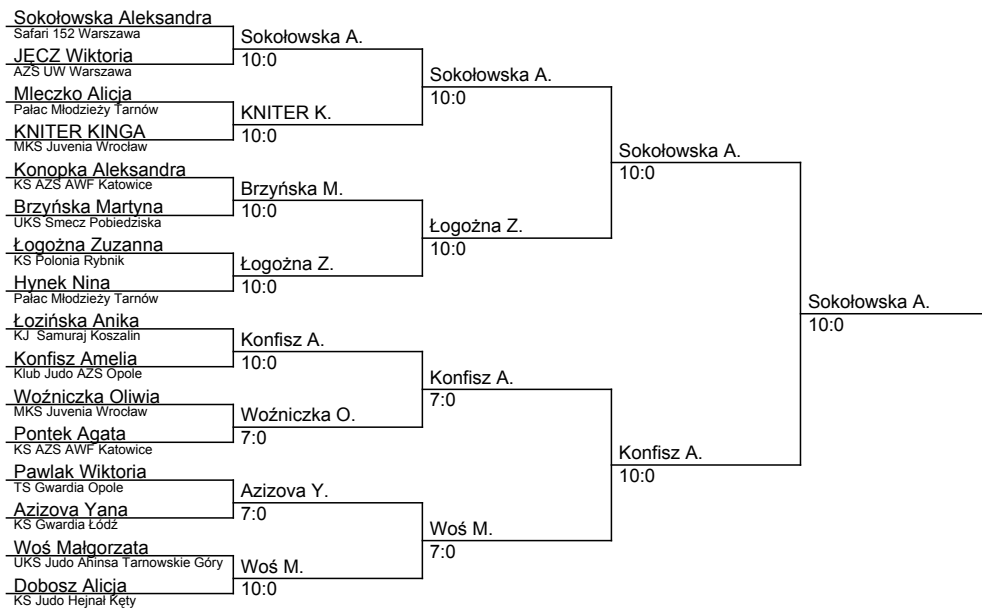 Sokołowska Aleksandra
Safari 152 Warszawa
JĘCZ Wiktoria
AZS UW Warszawa
Mleczko Alicja
Pałac Młodzieży Tarnów
KNITER KINGA
MKS Juvenia Wrocław
Konopka Aleksandra
KS AZS AWF Katowice
Brzyńska Martyna
UKS Smecz Pobiedziska
Łogożna Zuzanna
KS Polonia Rybnik
Hynek Nina
Pałac Młodzieży Tarnów
Łozińska Anika
KJ Samuraj Koszalin
Konfisz Amelia
Klub Judo AZS Opole
Woźniczka Oliwia
MKS Juvenia Wrocław
Pontek Agata
KS AZS AWF Katowice
Pawlak Wiktoria
TS Gwardia Opole
Azizova Yana
KS Gwardia Łódź
Woś Małgorzata
UKS Judo Ahinsa Tarnowskie Góry
Dobosz Alicja
KS Judo Hejnał Kęty
Sokołowska A.
10:0
KNITER K.
10:0
Brzyńska M.
10:0
Łogożna Z.
10:0
Konfisz A.
10:0
Woźniczka O.
7:0
Azizova Y.
7:0
Woś M.
10:0
Sokołowska A.
10:0
Łogożna Z.
10:0
Konfisz A.
7:0
Woś M.
7:0
Sokołowska A.
10:0
Konfisz A.
10:0
Sokołowska A.
10:0